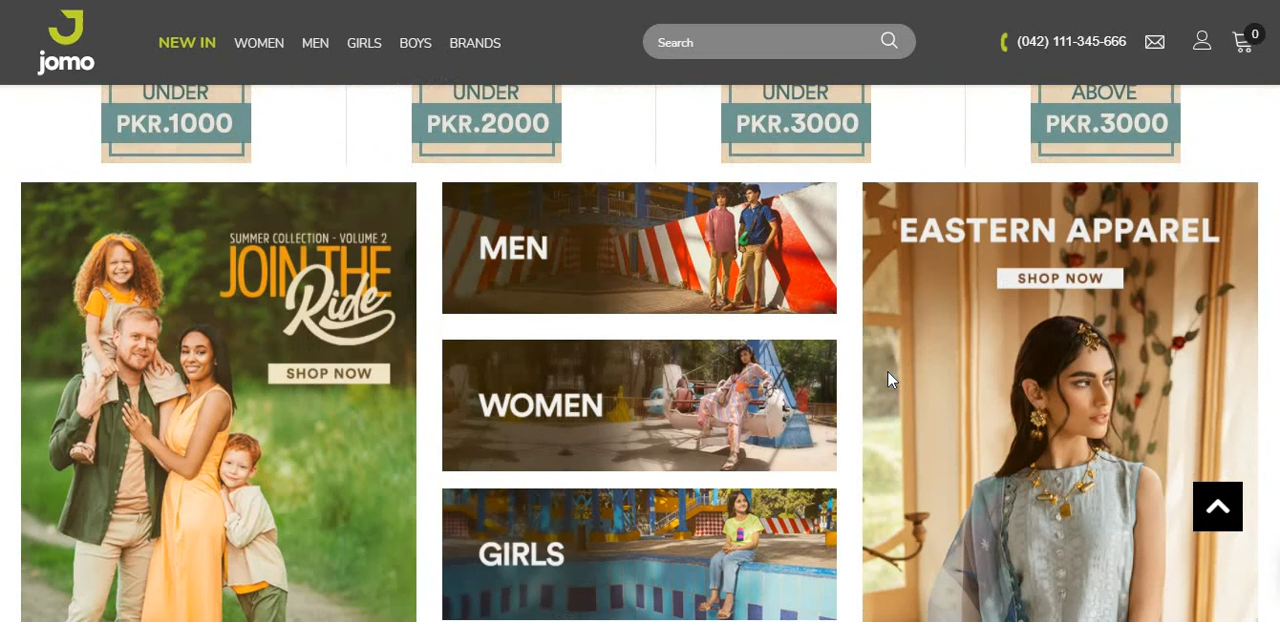 jomo
NEW IN WOMEN MEN GIRLS BOYS BRANDS
Search
(042) 111-345-666
0
UNDER
PKR.1000
UNDER
PKR.2000
UNDER
PKR.3000
ABOVE
PKR.3000
SUMMER COLLECTION - VOLUME 2
JOIN THE
Ride
SHOP NOW
MEN
WOMEN
GIRLS
EASTERN APPAREL
SHOP NOW